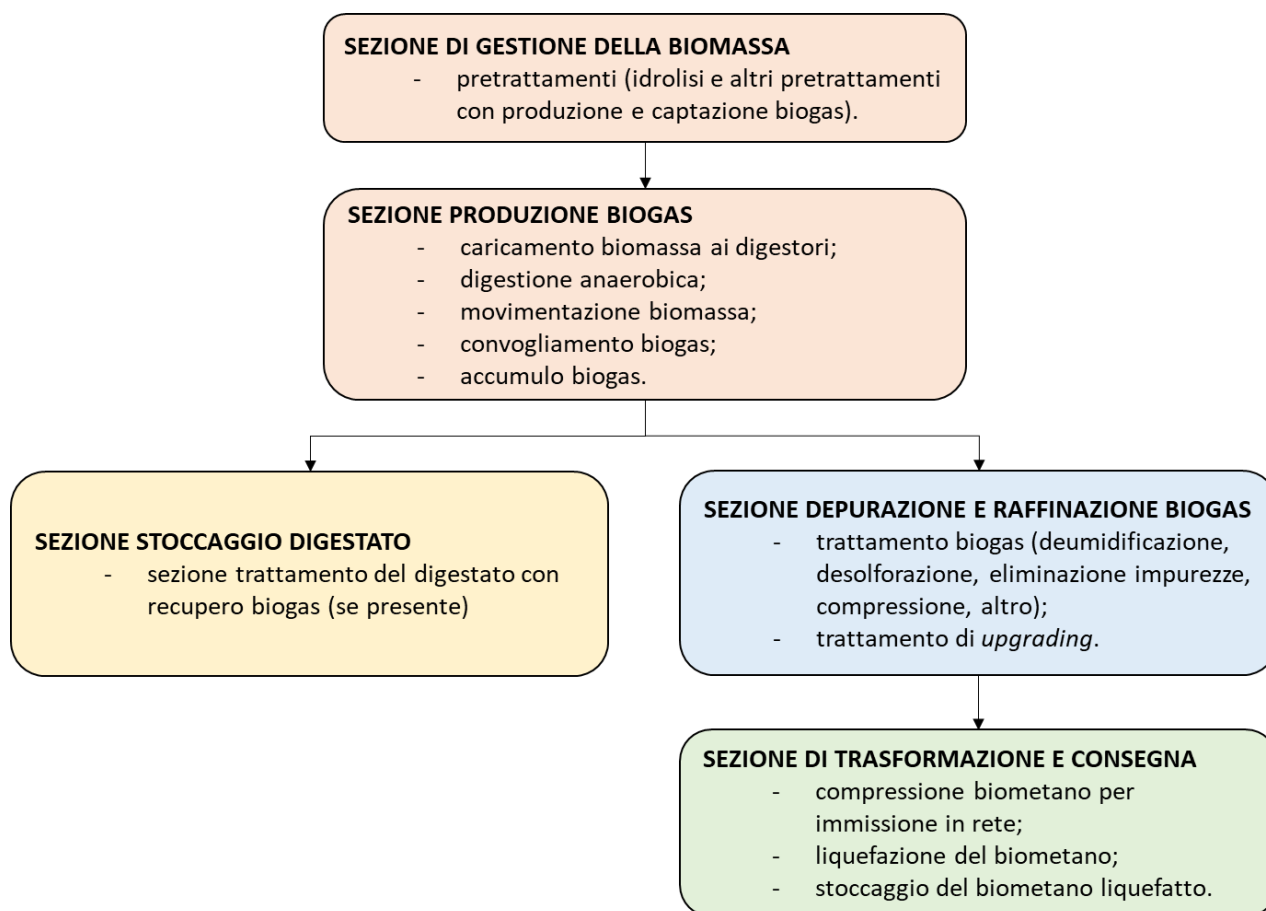 SEZIONE DI GESTIONE DELLA BIOMASSA
- pretrattamenti (idrolisi e altri pretrattamenti
con produzione e captazione biogas).
SEZIONE PRODUZIONE BIOGAS
- caricamento biomassa ai digestori;
- digestione anaerobica;
- movimentazione biomassa;
- convogliamento biogas;
- accumulo biogas.
SEZIONE STOCCAGGIO DIGESTATO
- sezione trattamento del digestato con
recupero biogas (se presente)
SEZIONE DEPURAZIONE E RAFFINAZIONE BIOGAS
- trattamento biogas (deumidificazione,
desolforazione, eliminazione impurezze,
compressione, altro);
- trattamento di upgrading.
SEZIONE DI TRASFORMAZIONE E CONSEGNA
- compressione biometano per
immissione in rete;
- liquefazione del biometano;
- stoccaggio del biometano liquefatto.